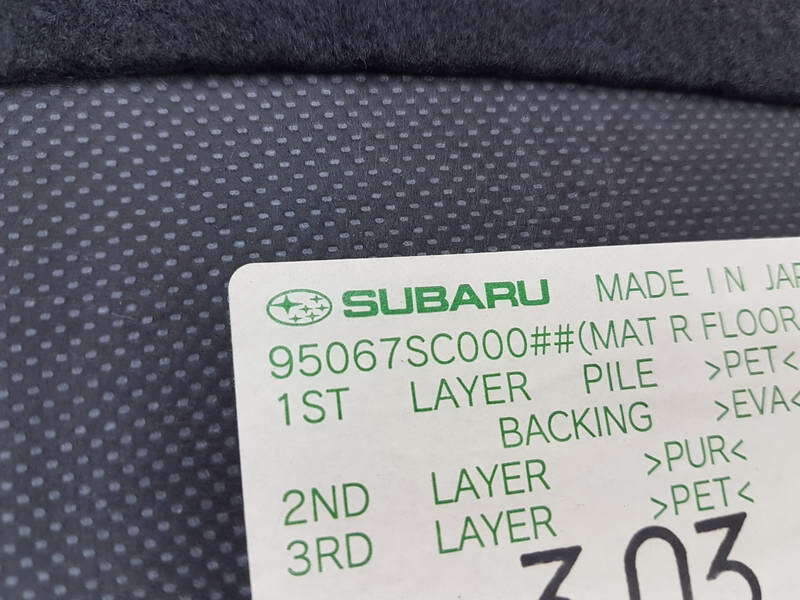 SUBARU MADE IN JAP
95067SC000##(MAT R FLOOR
1ST LAYER PILE >PET<
BACKING >EVA<
2ND LAYER >PUR<
3RD LAYER >PET<
3 03